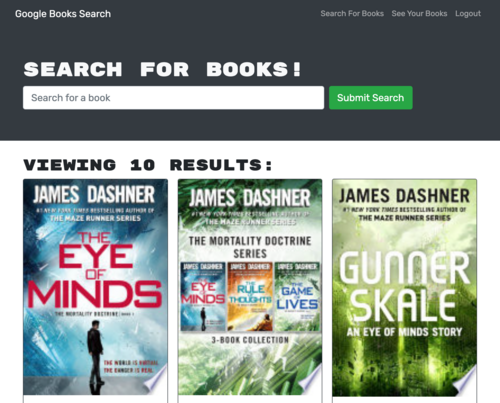 Google Books Search
Search For Books See Your Books Logout
SEARCH FOR BOOKS!
Search for a book
Submit Search
VIEWING 10 RESULTS:
JAMES DASHNER
#1 NEW YORK TIMES BESTSELLING AUTHOR OF
THE MAZE RUNNER SERIES
THE
EYE
OF
MINDS
THE MORTALITY DOCTRINE
THE WORLD IS VIRTUAL
THE DANGER IS REAL
JAMES DASHNER
#1 NEW YORK TIMES BESTSELLING AUTHOR OF
THE MAZE RUNNER SERIES
THE MORTALITY DOCTRINE
SERIES
JAMES DASHNER
EYE
MINDS
JAMES DASHNER
THE
RULE
THOUGHTS
JAMES DASHNER
THE
GAME
LIVES
3-BOOK COLLECTION
JAMES DASHNER
#1 NEW YORK TIMES BESTSELLING AUTHOR OF
THE MAZE RUNNER SERIES
GUNNER
SKALE
AN EYE OF MINDS STORY